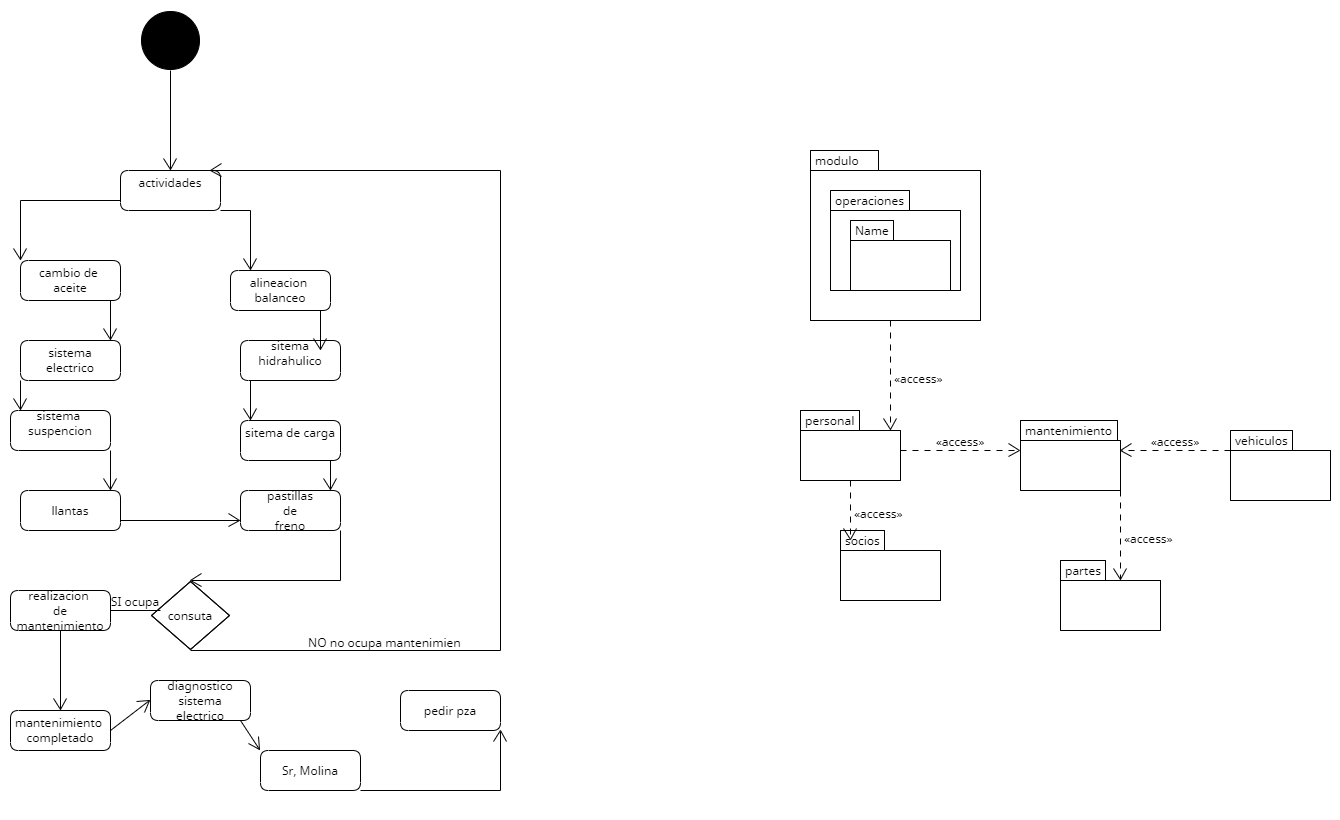 actividades
cambio de
aceite
alineacion
balanceo
sistema
electrico
sitema
hidrahulico
sistema
suspencion
sitema de carga
llantas
pastillas
de
freno
consuta
SI ocupa
realizacion
de
mantenimiento
NO no ocupa mantenimien
mantenimiento
completado
diagnostico
sistema
electrico
Sr, Molina
pedir pza
modulo
operaciones
Name
«access»
personal
«access»
mantenimiento
«access»
vehiculos
«access»
socios
«access»
partes